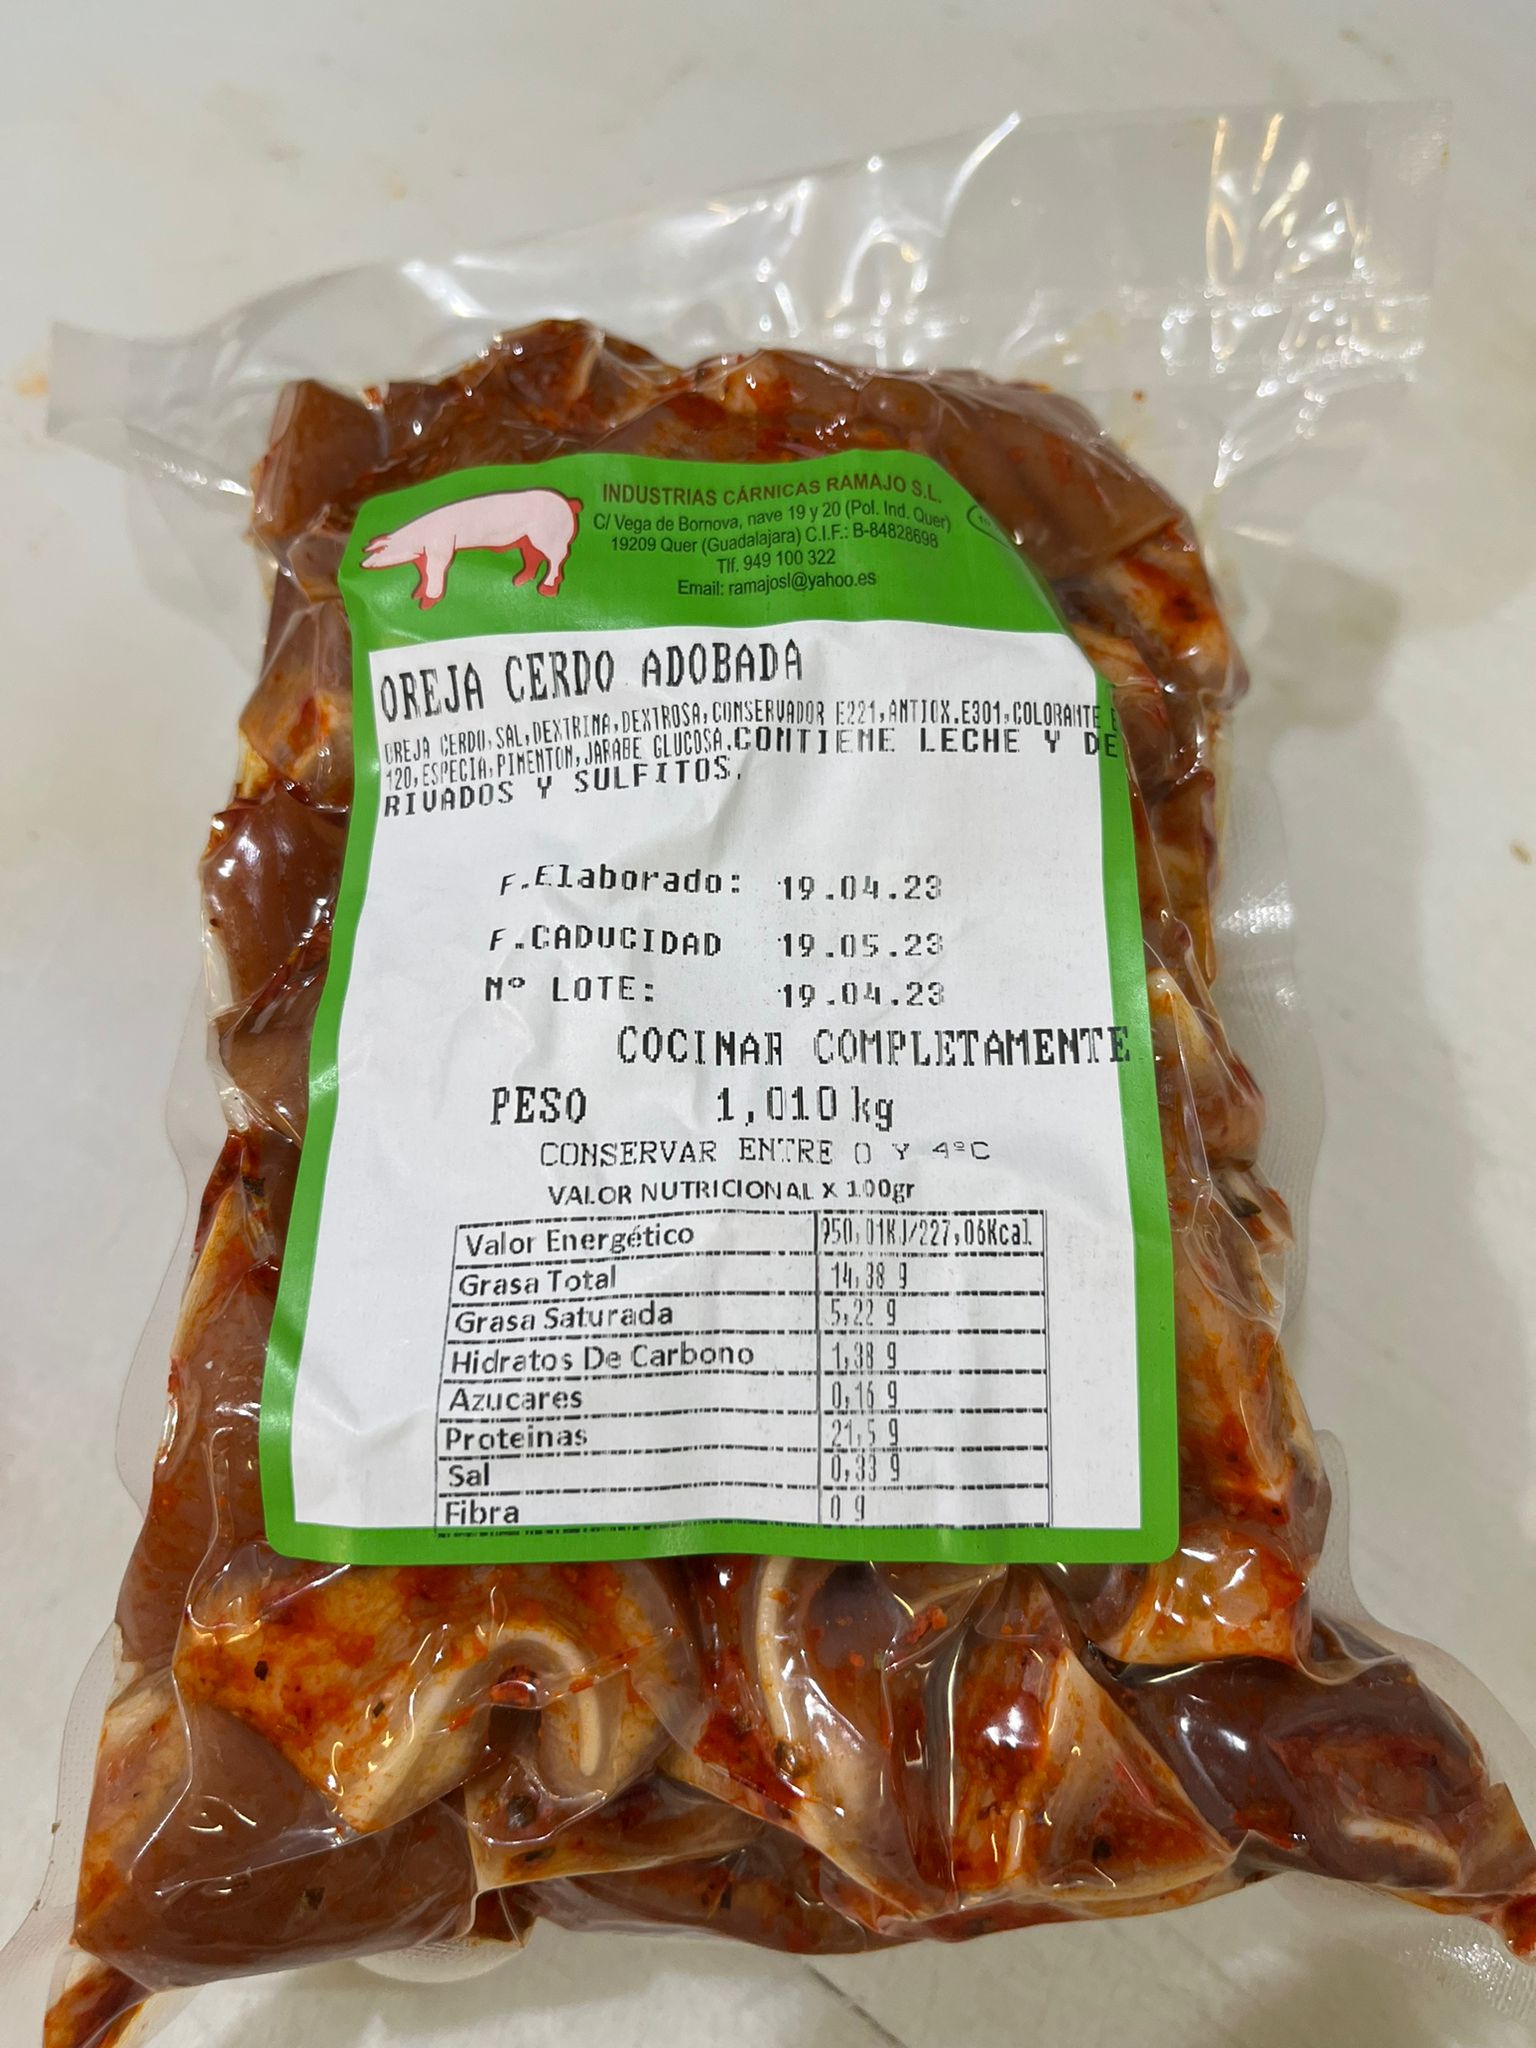 INDUSTRIAS CÁRNICAS RAMAJO S.L.
C/ Vega de Bornova, nave 19 y 20 (Pol. Ind. Quer)
19209 Quer (Guadalajara) C.I.F.: B-84828698
Tlf. 949 100 322
Email: ramajosl@yahoo.es
OREJA CERDO ADOBADA
OREJA CERDO, SAL, DEXTRINA, DEXTROSA, CONSERVADOR E221, ANTIOX.E301, COLORANTE E
120, ESPECIA, PIMENTON, JARABE GLUCOSA. CONTIENE LECHE Y DE
RIVADOS Y SULFITOS.
F.Elaborado: 19.04.23
F.CADUCIDAD 19.05.23
Nº LOTE: 19.04.23
COCINAR COMPLETAMENTE
PESO 1,010 kg
CONSERVAR ENTRE 0 Y 4ºC
VALOR NUTRICIONAL X 100gr
Valor Energético 950,01KJ/227,06Kcal
Grasa Total 14,38 g
Grasa Saturada 5,22 g
Hidratos De Carbono 1,38 g
Azucares 0,16 g
Proteinas 21,5 g
Sal 0,33 g
Fibra 0 g